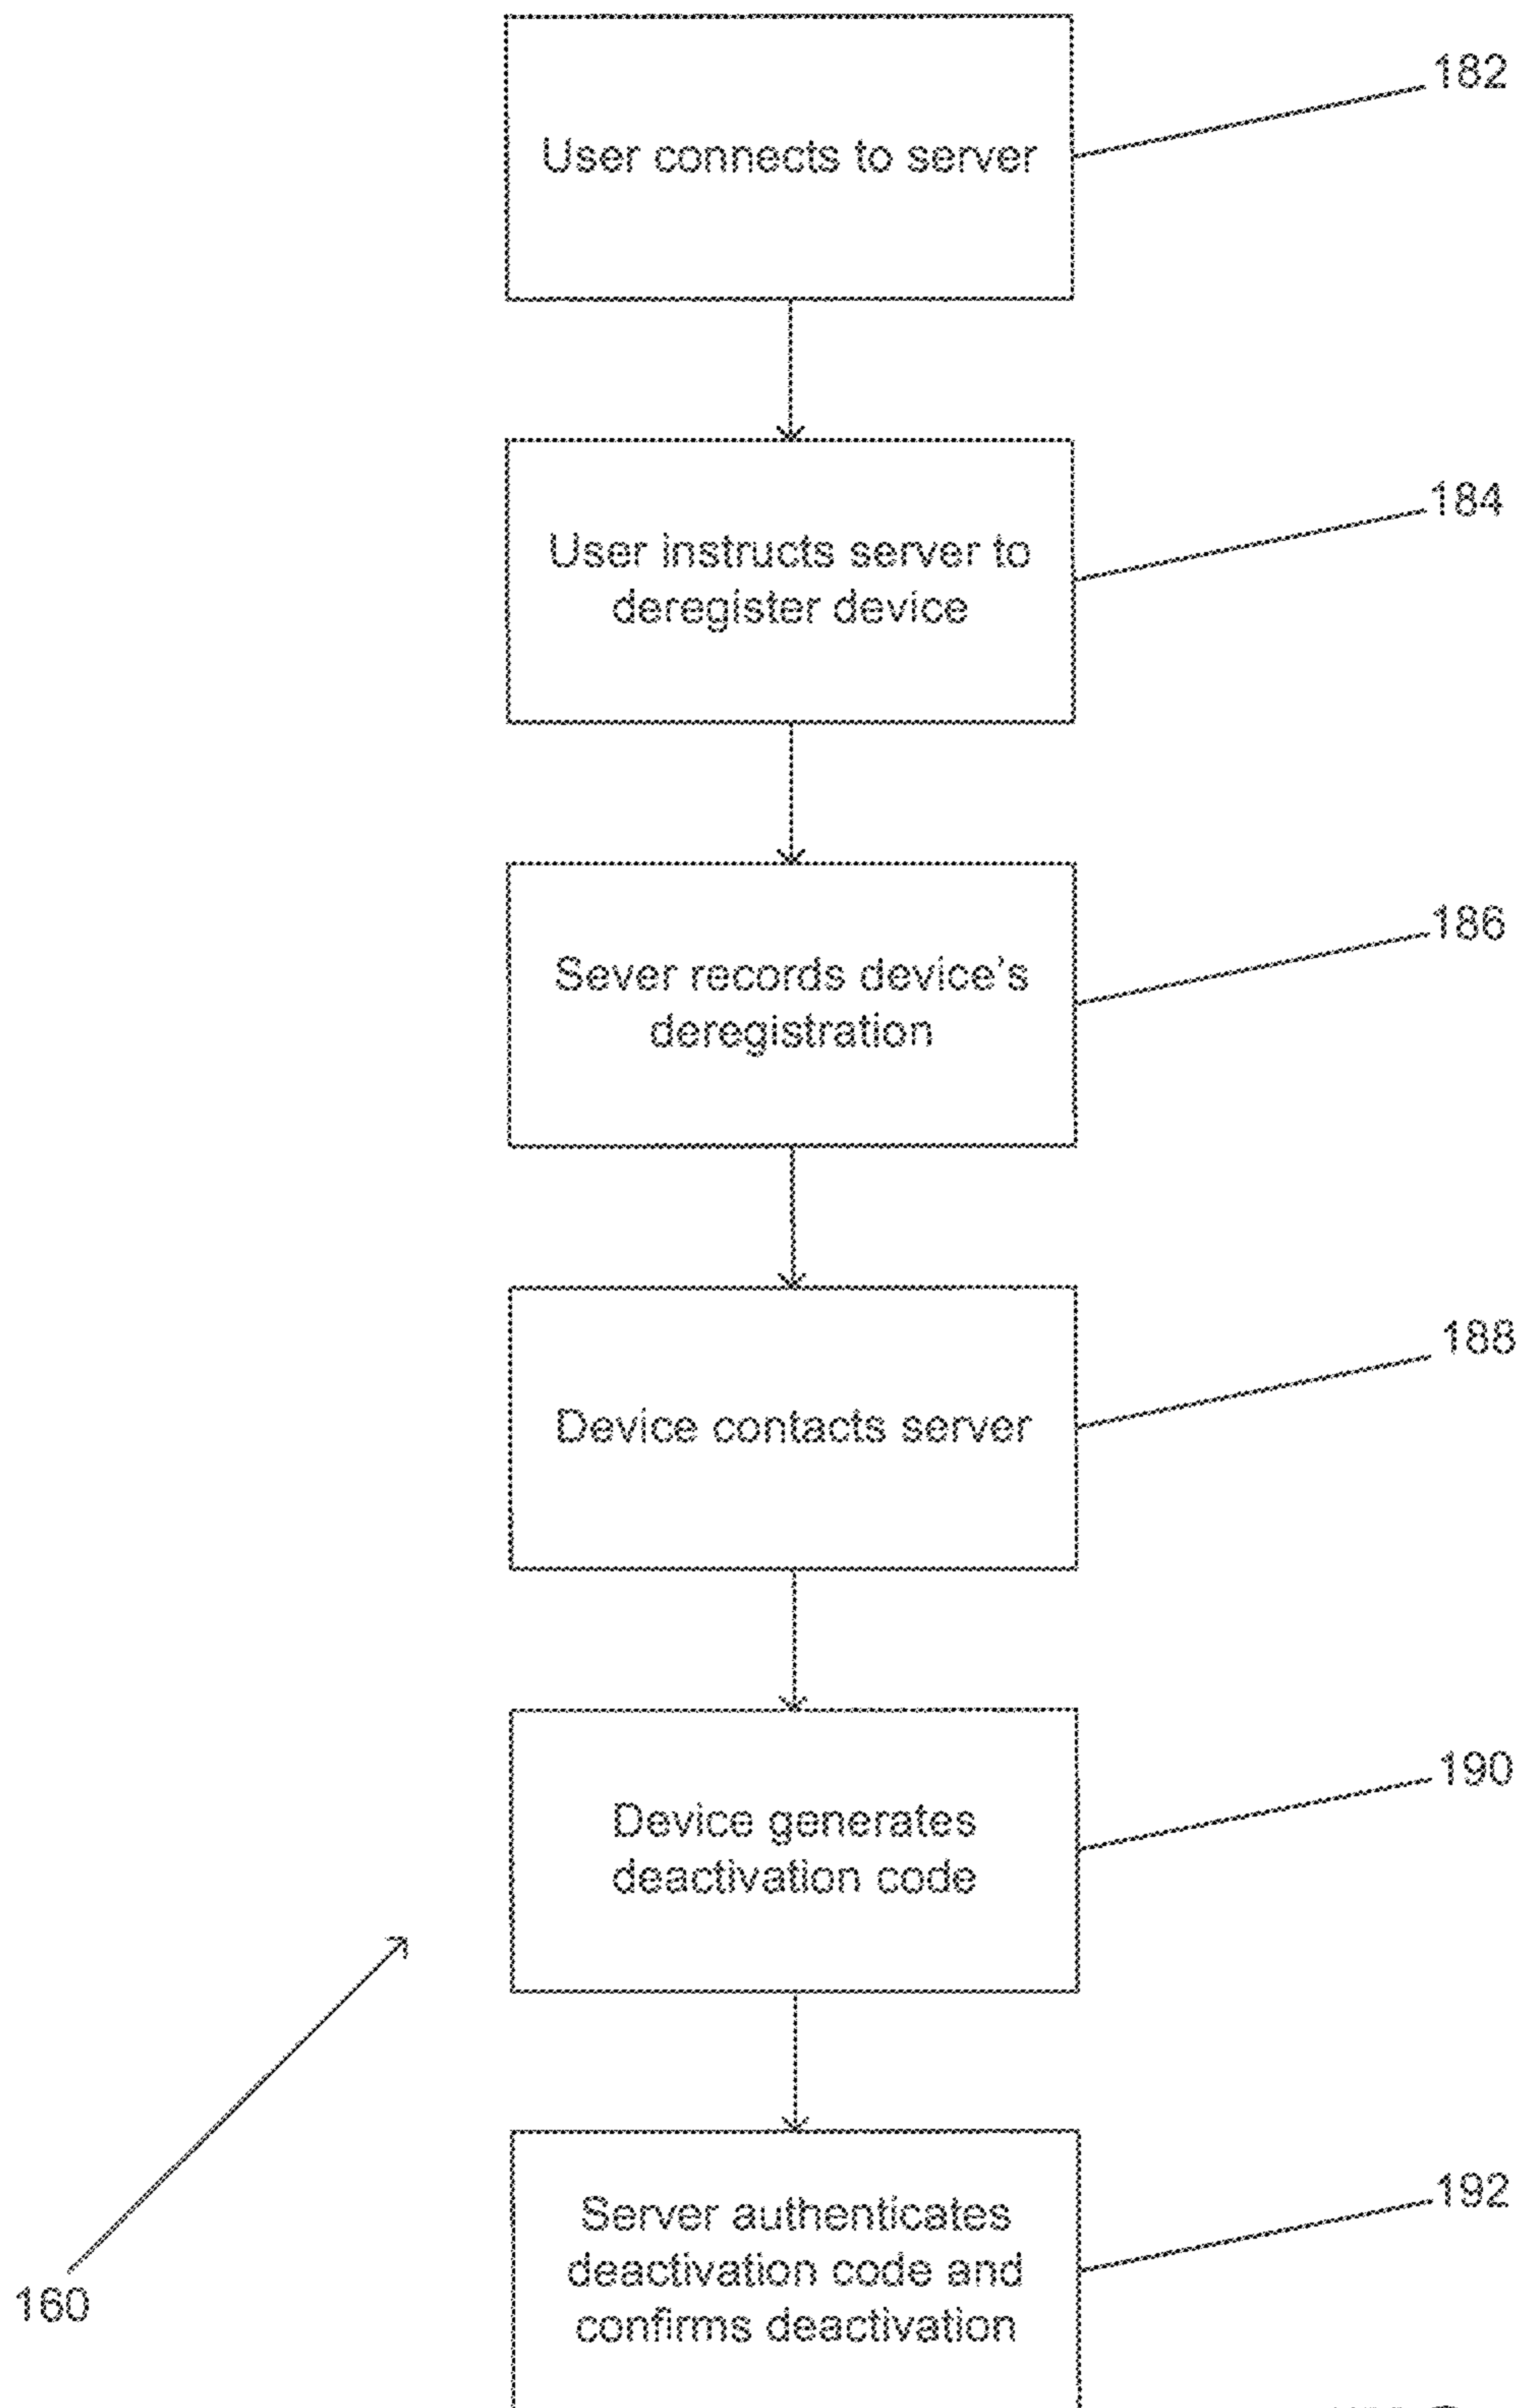 User connects to server
182
User instructs server to
deregister device
184
Sever records device's
deregistration
186
Device contacts server
188
Device generates
deactivation code
190
Server authenticates
deactivation code and
confirms deactivation
192
160